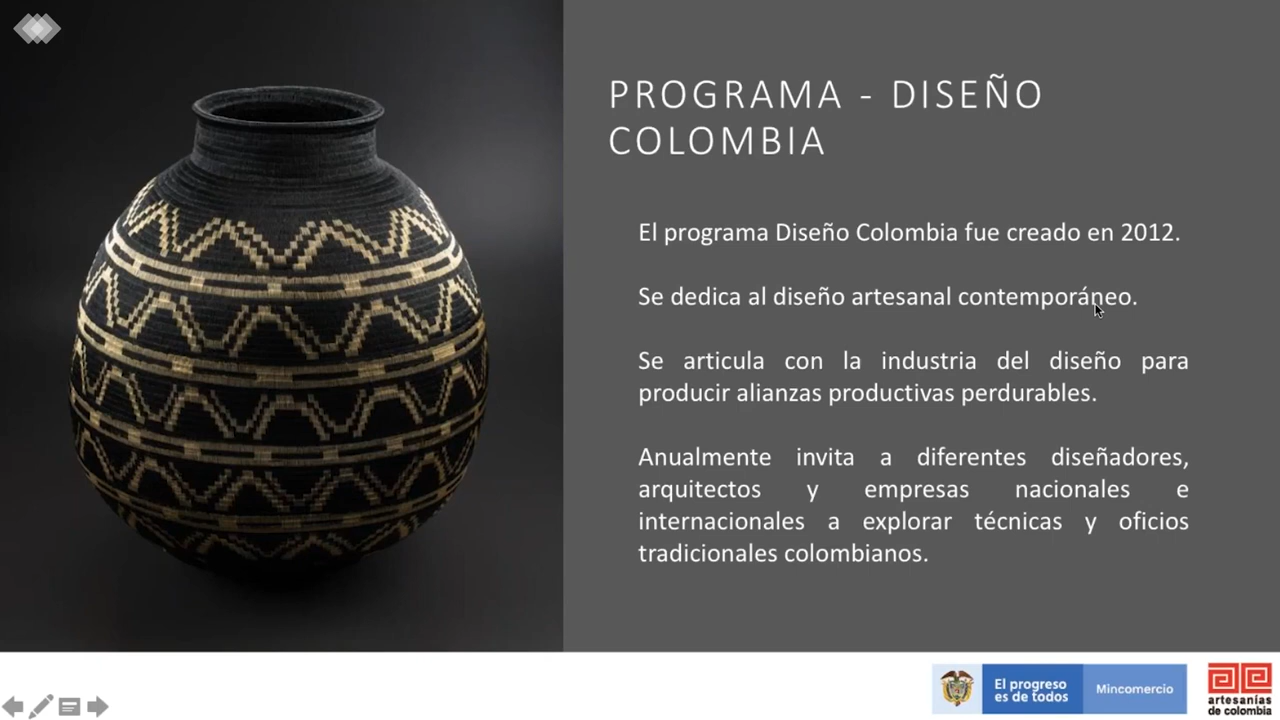 PROGRAMA - DISEÑO
COLOMBIA
El programa Diseño Colombia fue creado en 2012.
Se dedica al diseño artesanal contemporáneo.
Se articula con la industria del diseño para
producir alianzas productivas perdurables.
Anualmente invita a diferentes diseñadores,
arquitectos y empresas nacionales e
internacionales a explorar técnicas y oficios
tradicionales colombianos.
El progreso
es de todos
Mincomercio
artesanías
de colombia